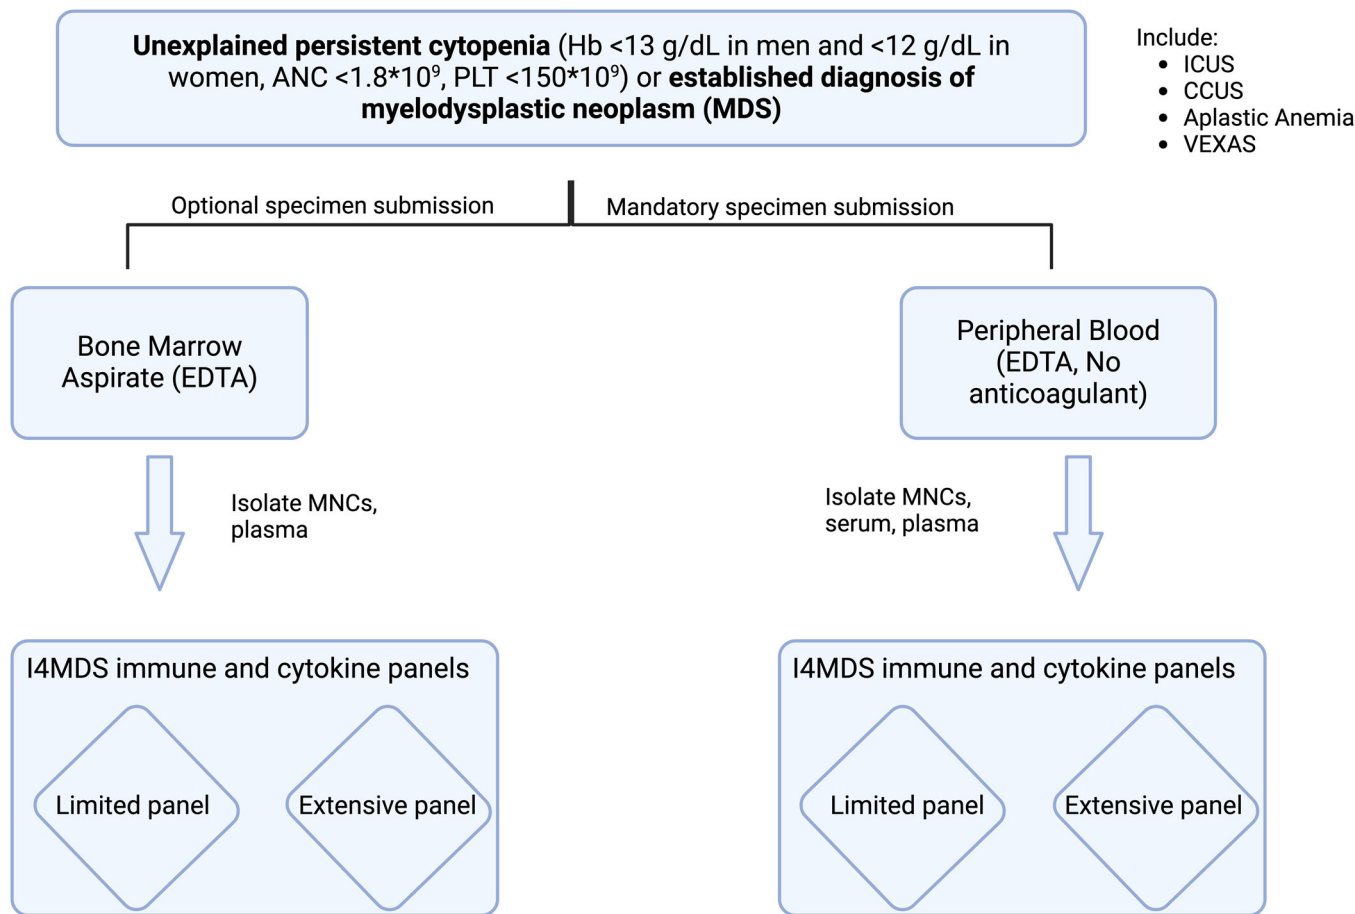 Unexplained persistent cytopenia (Hb <13 g/dL in men and <12 g/dL in
women, ANC <1.8*10⁹, PLT <150*10⁹) or established diagnosis of
myelodysplastic neoplasm (MDS)
Include:
• ICUS
• CCUS
• Aplastic Anemia
• VEXAS
Optional specimen submission
Mandatory specimen submission
Bone Marrow
Aspirate (EDTA)
Peripheral Blood
(EDTA, No
anticoagulant)
Isolate MNCs,
plasma
Isolate MNCs,
serum, plasma
I4MDS immune and cytokine panels
Limited panel
Extensive panel
I4MDS immune and cytokine panels
Limited panel
Extensive panel